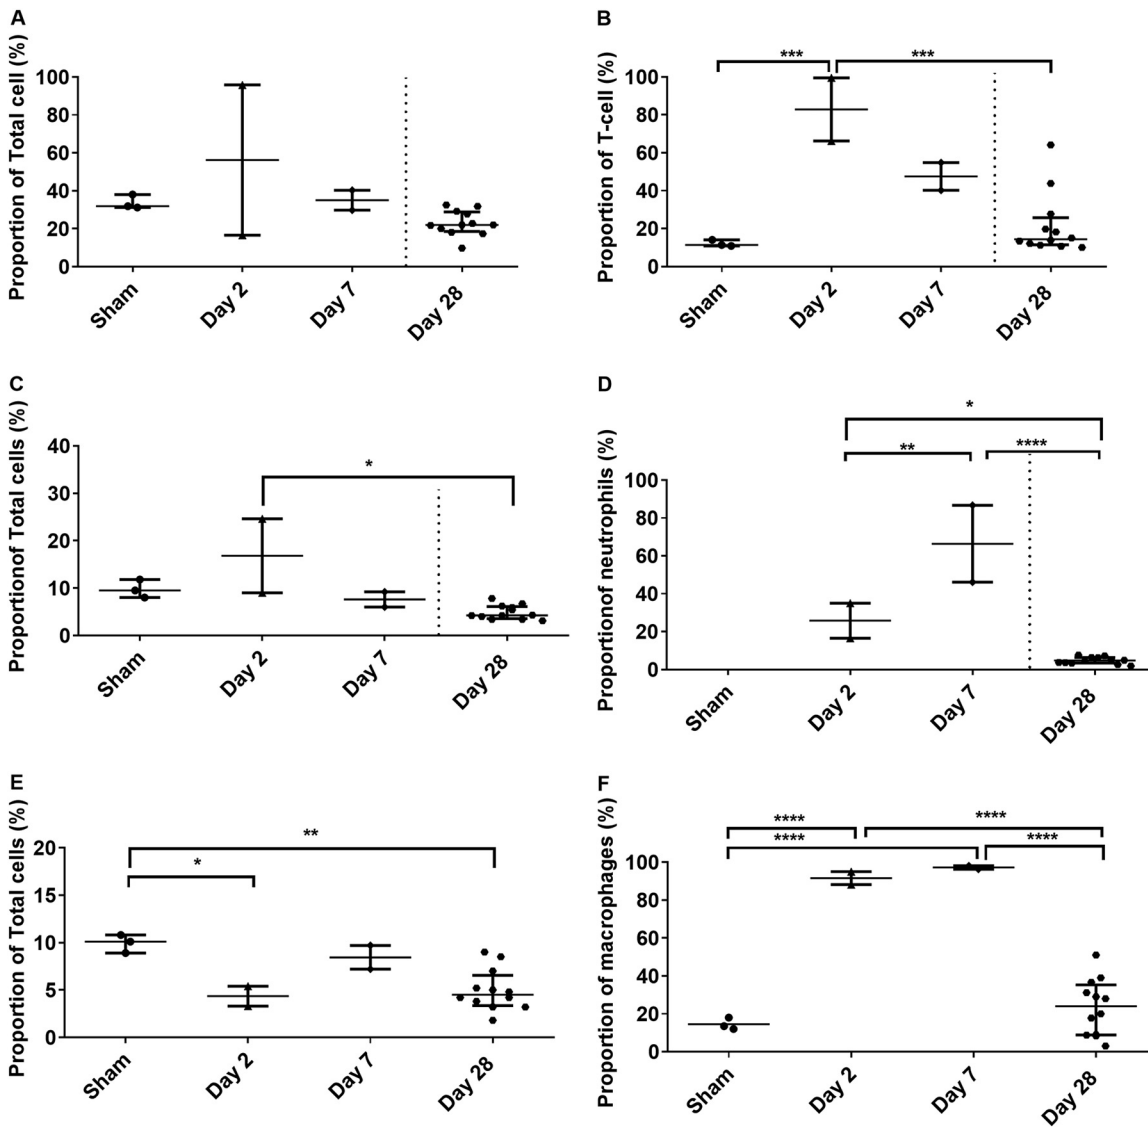 A
Proportion of Total cell (%)
100
80
60
40
20
0
Sham
Day 2
Day 7
Day 28
B
Proportion of T-cell (%)
***
***
100
80
60
40
20
0
Sham
Day 2
Day 7
Day 28
C
Proportionof Total cells (%)
*
40
30
20
10
0
Sham
Day 2
Day 7
Day 28
D
Proportionof neutrophils (%)
*
**
****
100
80
60
40
20
0
Sham
Day 2
Day 7
Day 28
E
Proportion of Total cells (%)
**
*
20
15
10
5
0
Sham
Day 2
Day 7
Day 28
F
Proportion of macrophages (%)
****
****
****
****
100
80
60
40
20
0
Sham
Day 2
Day 7
Day 28